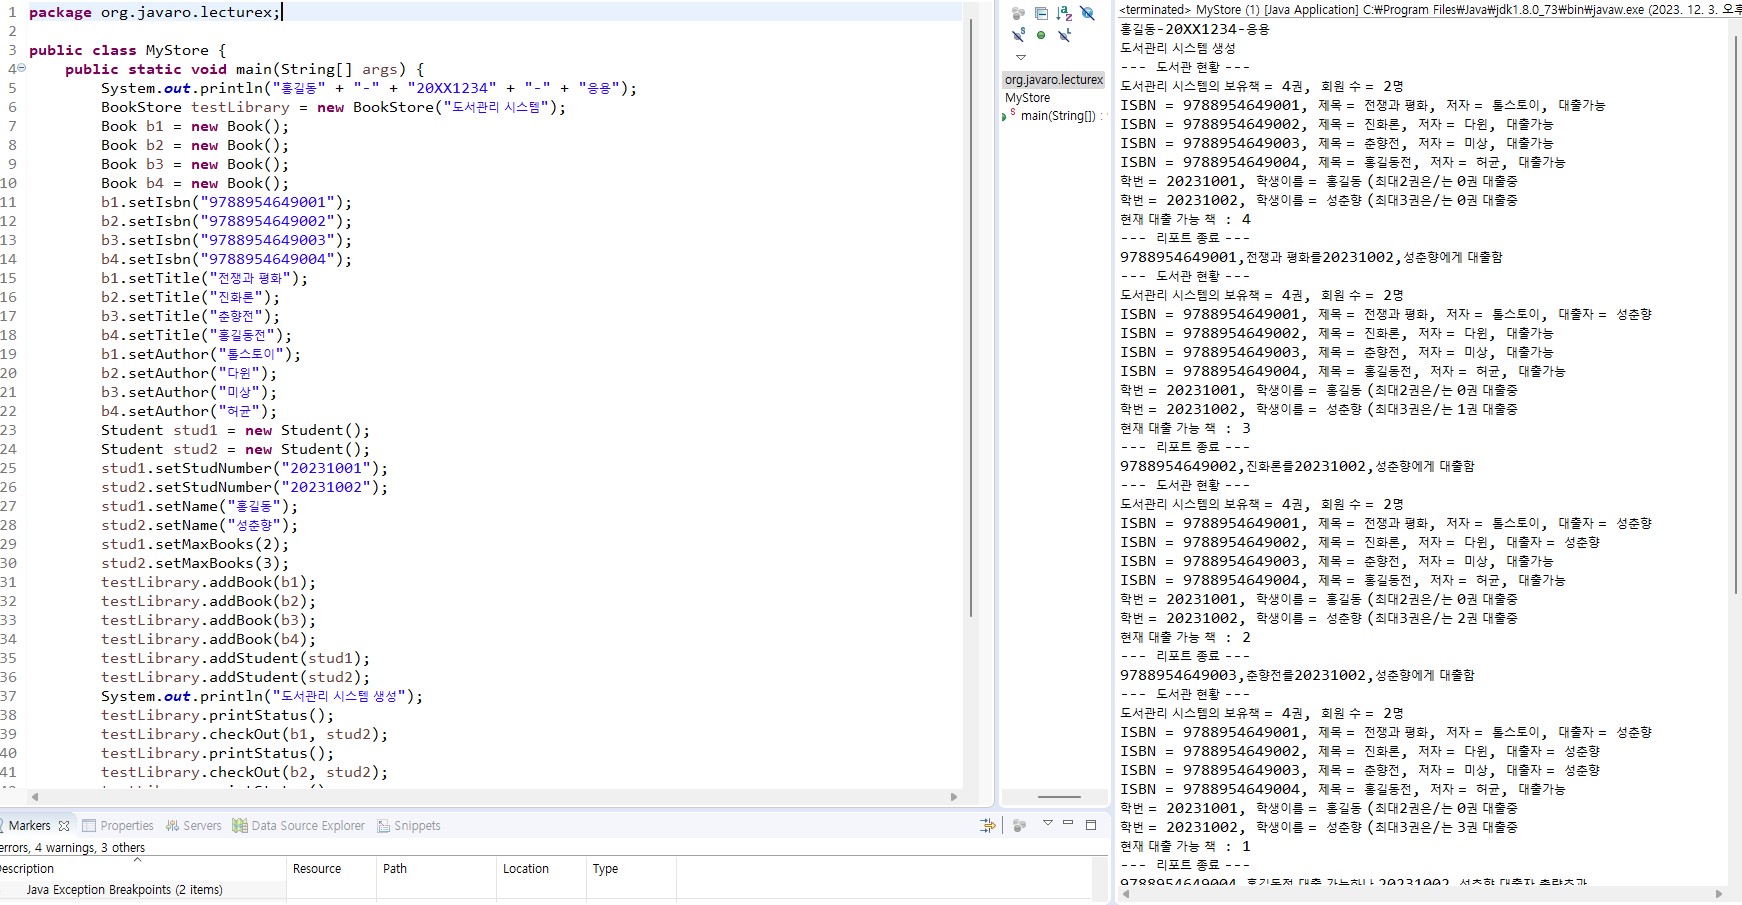 package org.javaro.lecturex;
public class MyStore {
public static void main(String[] args) {
System.out.println("홍길동" + "-" + "20XX1234" + "-" + "응용");
BookStore testLibrary = new BookStore("도서관리 시스템");
Book b1 = new Book();
Book b2 = new Book();
Book b3 = new Book();
Book b4 = new Book();
b1.setIsbn("9788954649001");
b2.setIsbn("9788954649002");
b3.setIsbn("9788954649003");
b4.setIsbn("9788954649004");
b1.setTitle("전쟁과 평화");
b2.setTitle("진화론");
b3.setTitle("춘향전");
b4.setTitle("홍길동전");
b1.setAuthor("톨스토이");
b2.setAuthor("다윈");
b3.setAuthor("미상");
b4.setAuthor("허균");
Student stud1 = new Student();
Student stud2 = new Student();
stud1.setStudNumber("20231001");
stud2.setStudNumber("20231002");
stud1.setName("홍길동");
stud2.setName("성춘향");
stud1.setMaxBooks(2);
stud2.setMaxBooks(3);
testLibrary.addBook(b1);
testLibrary.addBook(b2);
testLibrary.addBook(b3);
testLibrary.addBook(b4);
testLibrary.addStudent(stud1);
testLibrary.addStudent(stud2);
System.out.println("도서관리 시스템 생성");
testLibrary.printStatus();
testLibrary.checkOut(b1, stud2);
testLibrary.printStatus();
testLibrary.checkOut(b2, stud2);
org.javaro.lecturex
MyStore
main(String[]) :
Markers Properties Servers Data Source Explorer Snippets
errors, 4 warnings, 3 others
escription Resource Path Location Type
Java Exception Breakpoints (2 items)
<terminated> MyStore (1) [Java Application] C:\Program Files\Java\jdk1.8.0_73\bin\javaw.exe (2023. 12. 3. 오후
홍길동-20XX1234-응용
도서관리 시스템 생성
--- 도서관 현황 ---
도서관리 시스템의 보유책 = 4권, 회원 수 = 2명
ISBN = 9788954649001, 제목 = 전쟁과 평화, 저자 = 톨스토이, 대출가능
ISBN = 9788954649002, 제목 = 진화론, 저자 = 다윈, 대출가능
ISBN = 9788954649003, 제목 = 춘향전, 저자 = 미상, 대출가능
ISBN = 9788954649004, 제목 = 홍길동전, 저자 = 허균, 대출가능
학번 = 20231001, 학생이름 = 홍길동 (최대2권은/는 0권 대출중
학번 = 20231002, 학생이름 = 성춘향 (최대3권은/는 0권 대출중
현재 대출 가능 책 : 4
--- 리포트 종료 ---
9788954649001,전쟁과 평화를20231002,성춘향에게 대출함
--- 도서관 현황 ---
도서관리 시스템의 보유책 = 4권, 회원 수 = 2명
ISBN = 9788954649001, 제목 = 전쟁과 평화, 저자 = 톨스토이, 대출자 = 성춘향
ISBN = 9788954649002, 제목 = 진화론, 저자 = 다윈, 대출가능
ISBN = 9788954649003, 제목 = 춘향전, 저자 = 미상, 대출가능
ISBN = 9788954649004, 제목 = 홍길동전, 저자 = 허균, 대출가능
학번 = 20231001, 학생이름 = 홍길동 (최대2권은/는 0권 대출중
학번 = 20231002, 학생이름 = 성춘향 (최대3권은/는 1권 대출중
현재 대출 가능 책 : 3
--- 리포트 종료 ---
9788954649002,진화론를20231002,성춘향에게 대출함
--- 도서관 현황 ---
도서관리 시스템의 보유책 = 4권, 회원 수 = 2명
ISBN = 9788954649001, 제목 = 전쟁과 평화, 저자 = 톨스토이, 대출자 = 성춘향
ISBN = 9788954649002, 제목 = 진화론, 저자 = 다윈, 대출자 = 성춘향
ISBN = 9788954649003, 제목 = 춘향전, 저자 = 미상, 대출가능
ISBN = 9788954649004, 제목 = 홍길동전, 저자 = 허균, 대출가능
학번 = 20231001, 학생이름 = 홍길동 (최대2권은/는 0권 대출중
학번 = 20231002, 학생이름 = 성춘향 (최대3권은/는 2권 대출중
현재 대출 가능 책 : 2
--- 리포트 종료 ---
9788954649003,춘향전를20231002,성춘향에게 대출함
--- 도서관 현황 ---
도서관리 시스템의 보유책 = 4권, 회원 수 = 2명
ISBN = 9788954649001, 제목 = 전쟁과 평화, 저자 = 톨스토이, 대출자 = 성춘향
ISBN = 9788954649002, 제목 = 진화론, 저자 = 다윈, 대출자 = 성춘향
ISBN = 9788954649003, 제목 = 춘향전, 저자 = 미상, 대출자 = 성춘향
ISBN = 9788954649004, 제목 = 홍길동전, 저자 = 허균, 대출가능
학번 = 20231001, 학생이름 = 홍길동 (최대2권은/는 0권 대출중
학번 = 20231002, 학생이름 = 성춘향 (최대3권은/는 3권 대출중
현재 대출 가능 책 : 1
--- 리포트 종료 ---
9788954649004,홍길동전 대출 가능하나 20231002, 성춘향 대출자 총량초과